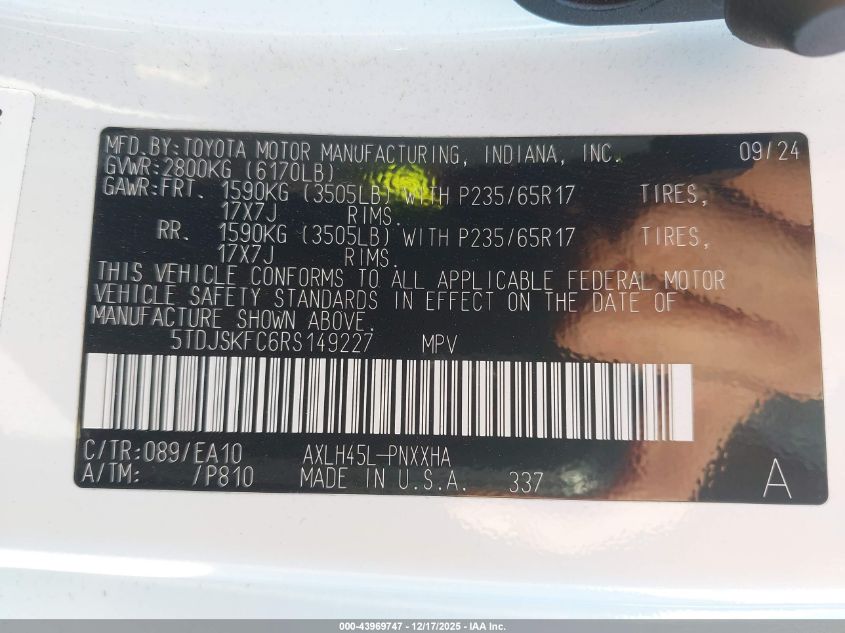 MFD.BY:TOYOTA MOTOR MANUFACTURING, INDIANA, INC. 09/24
GVWR:2800KG (6170LB)
GAWR:FRT. 1590KG (3505LB) WITH P235/65R17 TIRES,
17X7J RIMS.
RR. 1590KG (3505LB) WITH P235/65R17 TIRES,
17X7J RIMS.
THIS VEHICLE CONFORMS TO ALL APPLICABLE FEDERAL MOTOR
VEHICLE SAFETY STANDARDS IN EFFECT ON THE DATE OF
MANUFACTURE SHOWN ABOVE.
5TDJSKFC6RS149227 MPV
C/TR:089/EA10 AXLH45L-PNXXHA
A/TM: /P810 MADE IN U.S.A. 337 A
000-43969747 - 12/17/2025 - IAA Inc.